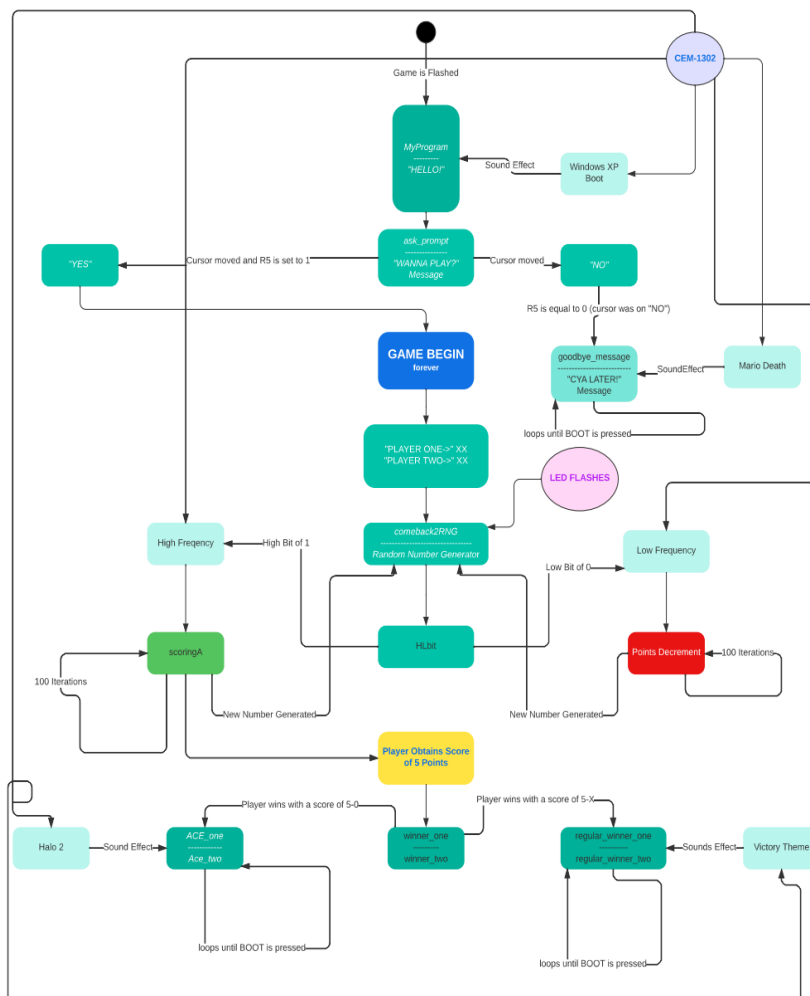 CEM-1302
Game is Flashed
MyProgram
---------
"HELLO!"
Sound Effect
Windows XP
Boot
"YES"
Cursor moved and R5 is set to 1
ask_prompt
---------------
"WANNA PLAY?"
Message
Cursor moved
"NO"
R5 is equal to 0 (cursor was on "NO")
GAME BEGIN
forever
goodbye_message
--------------------------
"CYA LATER!"
Message
SoundEffect
Mario Death
loops until BOOT is pressed
"PLAYER ONE->" XX
"PLAYER TWO->" XX
LED FLASHES
High Freqency
High Bit of 1
comeback2RNG
---------------------------------
Random Number Generator
Low Bit of 0
Low Frequency
scoringA
HLbit
Points Decrement
100 Iterations
100 Iterations
New Number Generated
New Number Generated
Player Obtains Score
of 5 Points
Player wins with a score of 5-0
Player wins with a score of 5-X
Halo 2
Sound Effect
ACE_one
------------
Ace_two
winner_one
---------
winner_two
regular_winner_one
---------
regular_winner_two
Sounds Effect
Victory Theme
loops until BOOT is pressed
loops until BOOT is pressed